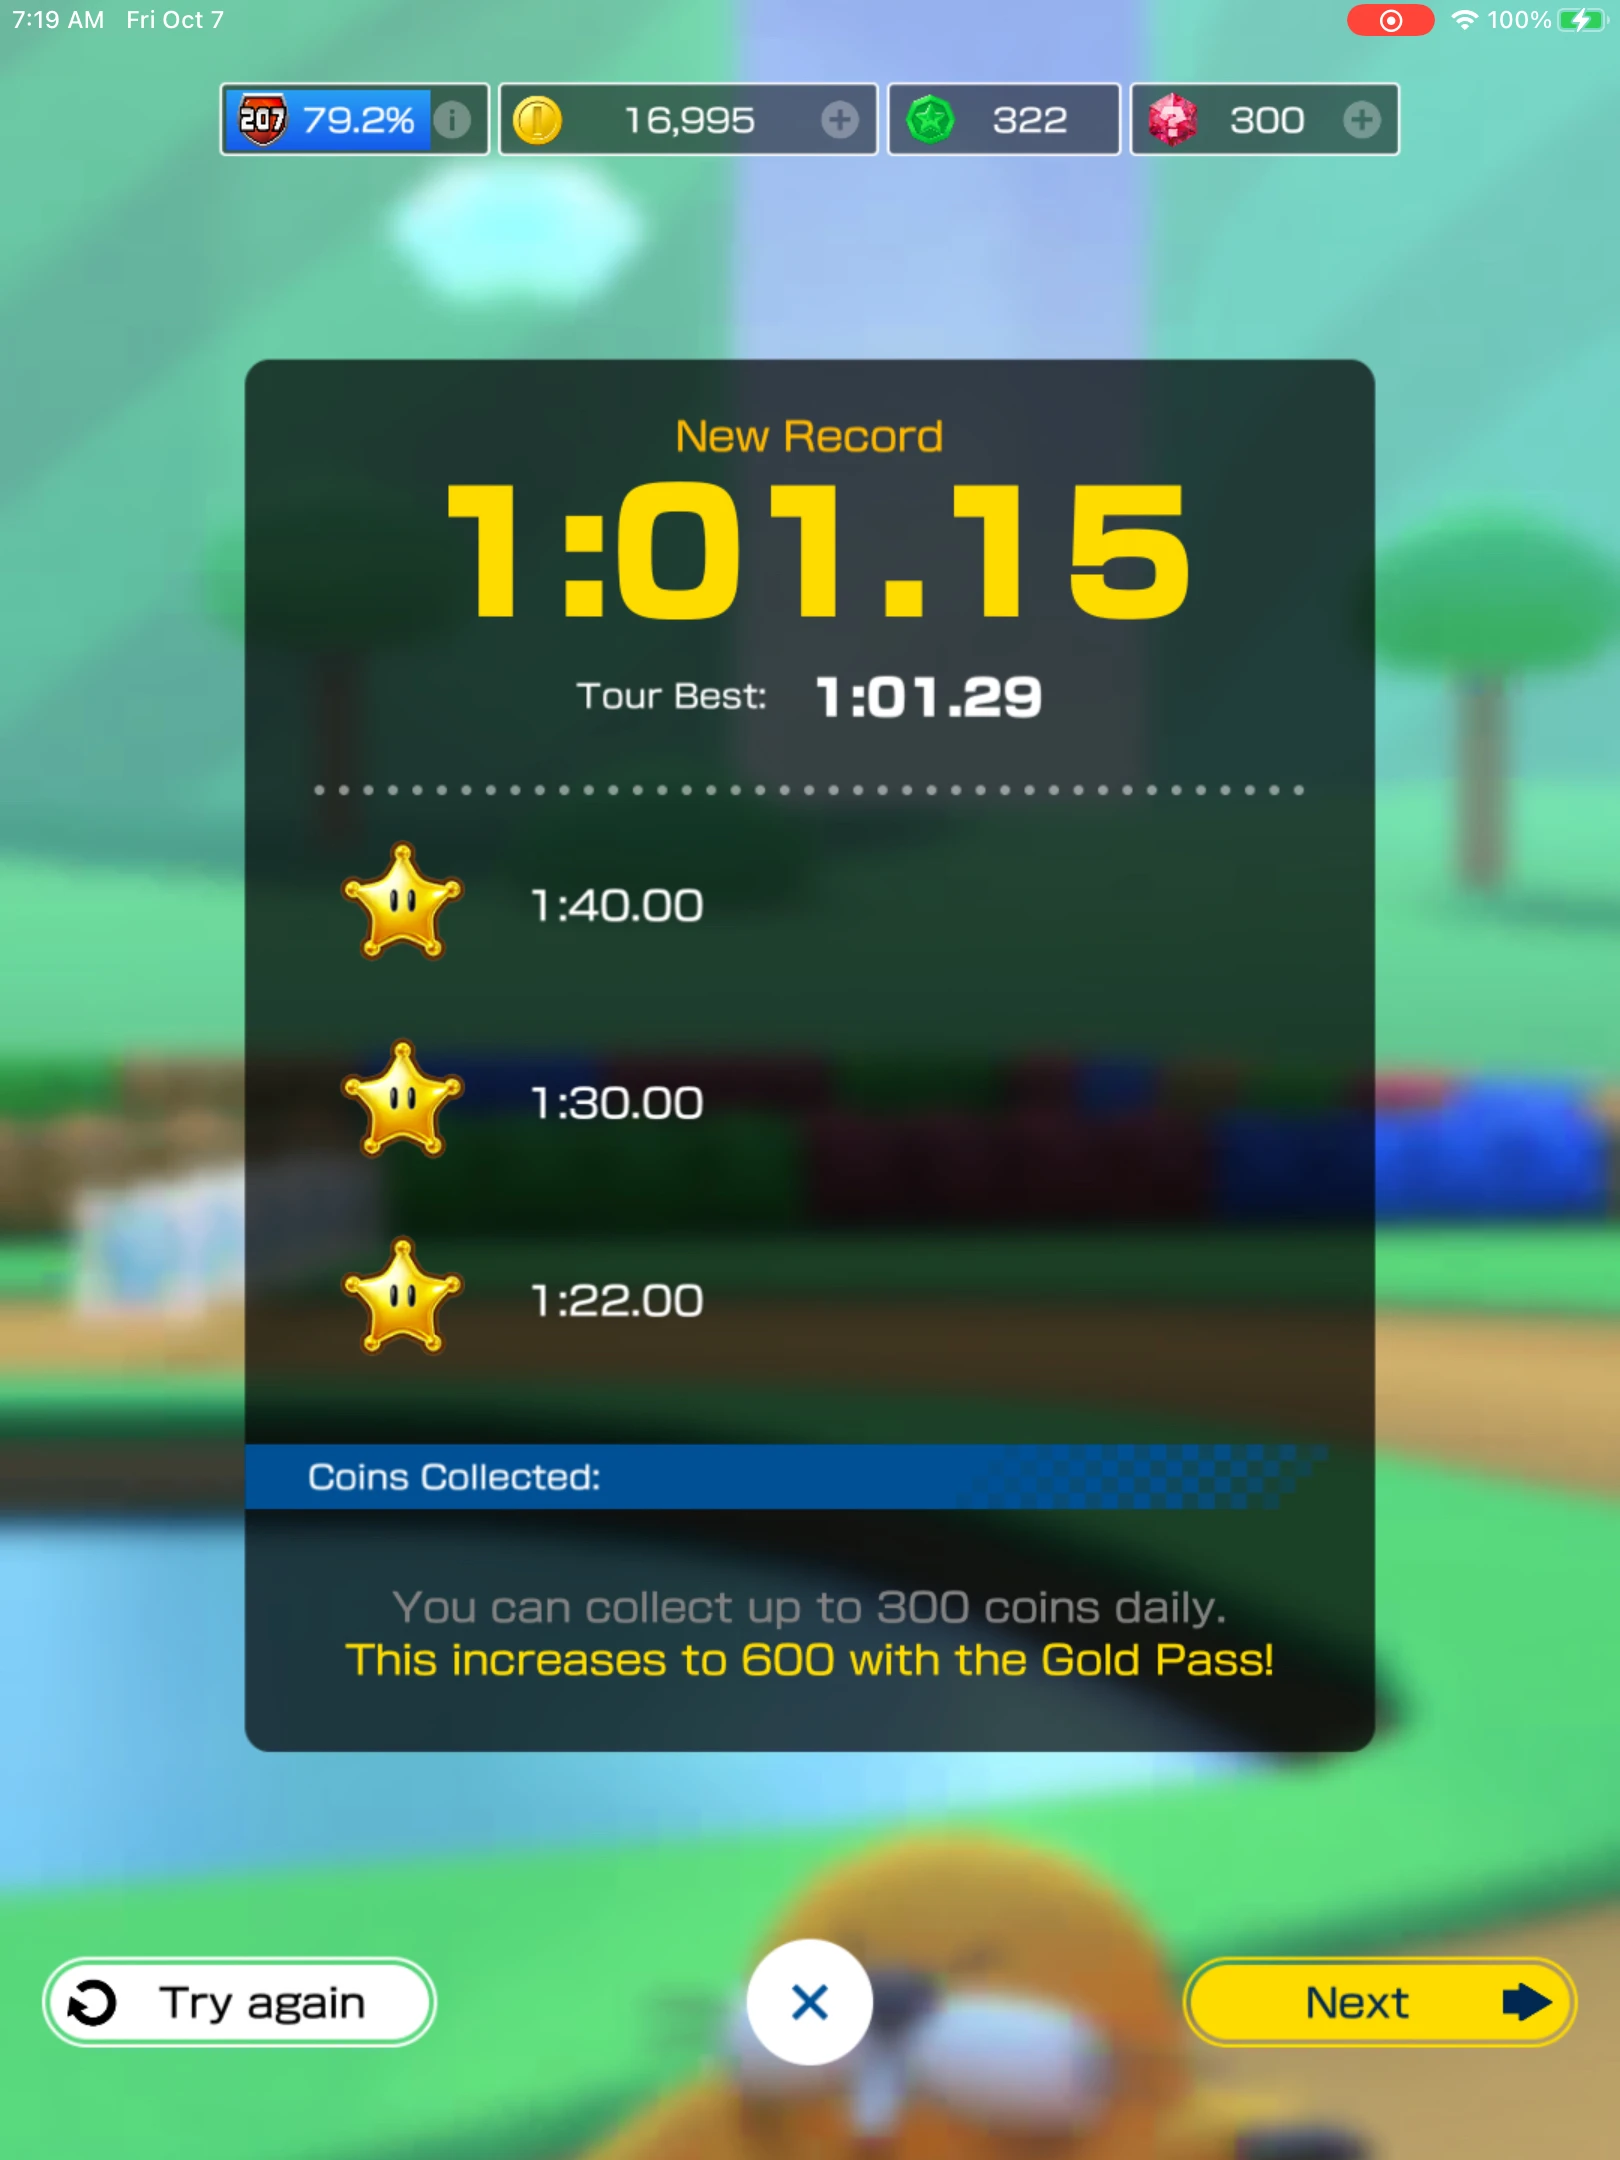 7:19 AM Fri Oct 7 100%
207 79.2% i 16,995 322 300
New Record
1:01.15
Tour Best: 1:01.29
1:40.00
1:30.00
1:22.00
Coins Collected:
You can collect up to 300 coins daily.
This increases to 600 with the Gold Pass!
Try again Next